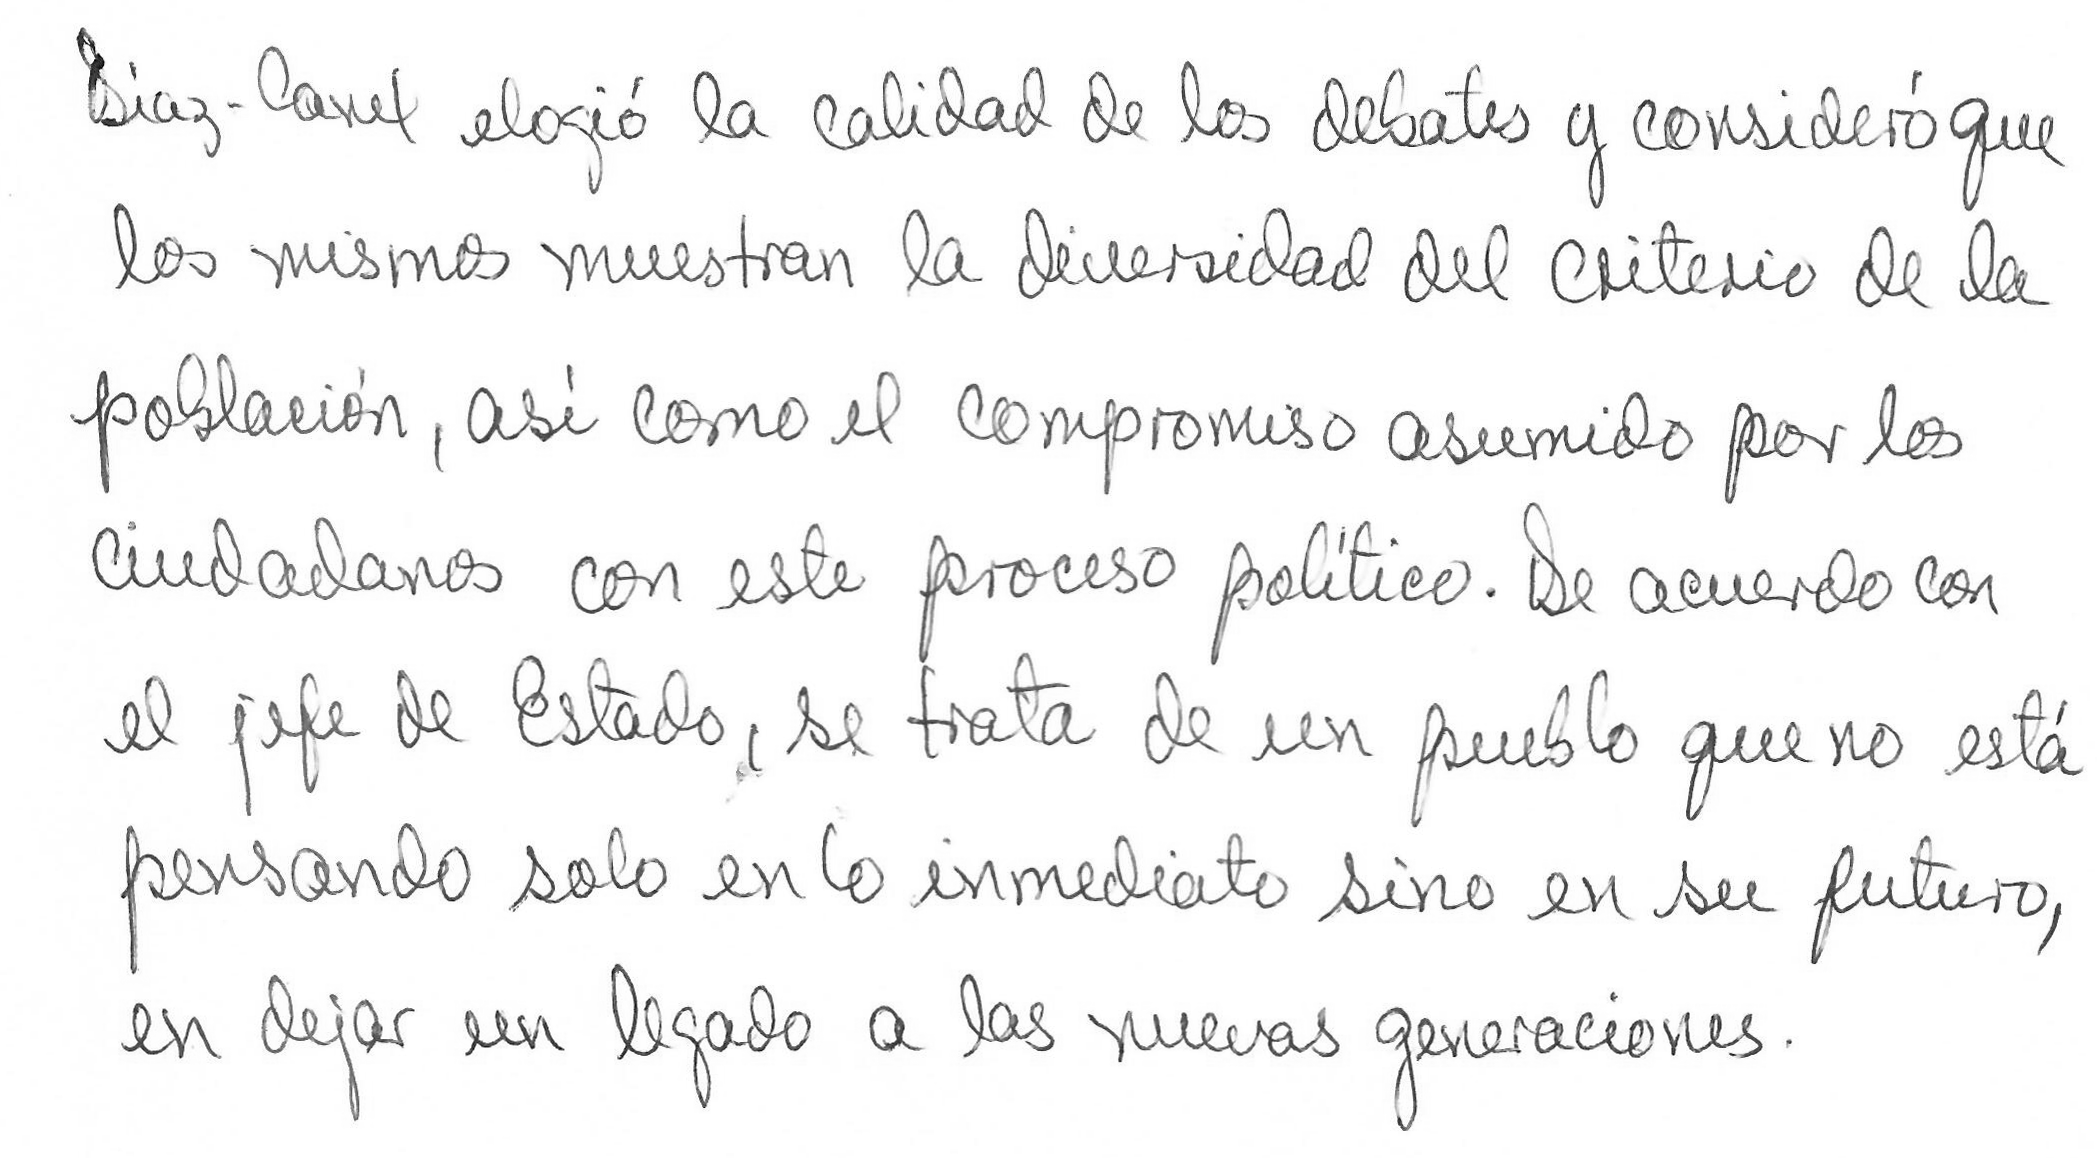 Diaz-Canel elogió la calidad de los debates y consideró que
los mismos muestran la diversidad del criterio de la
población, así como el compromiso asumido por los
ciudadanos con este proceso político. De acuerdo con
el jefe de Estado, se trata de un pueblo que no está
pensando solo en lo inmediato sino en su futuro,
en dejar un legado a las nuevas generaciones.